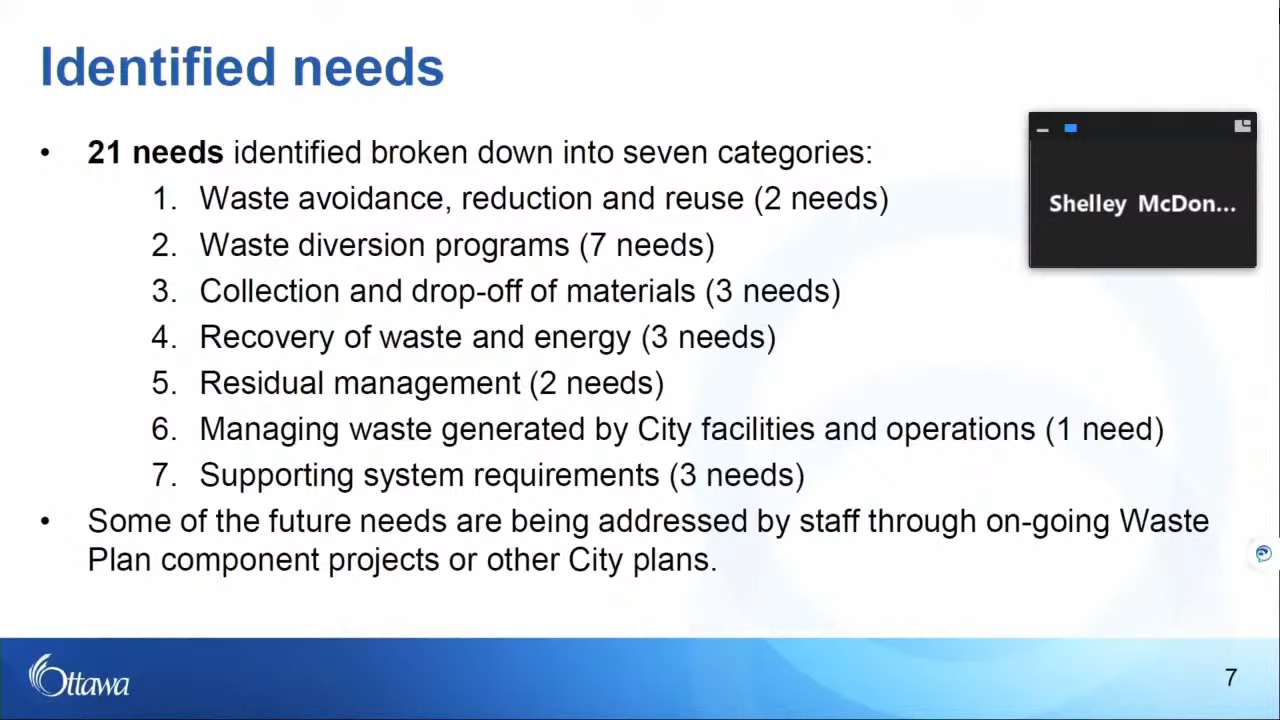 Identified needs
• 21 needs identified broken down into seven categories:
1. Waste avoidance, reduction and reuse (2 needs)
2. Waste diversion programs (7 needs)
3. Collection and drop-off of materials (3 needs)
4. Recovery of waste and energy (3 needs)
5. Residual management (2 needs)
6. Managing waste generated by City facilities and operations (1 need)
7. Supporting system requirements (3 needs)
• Some of the future needs are being addressed by staff through on-going Waste
Plan component projects or other City plans.
Shelley McDon...
Ottawa
7